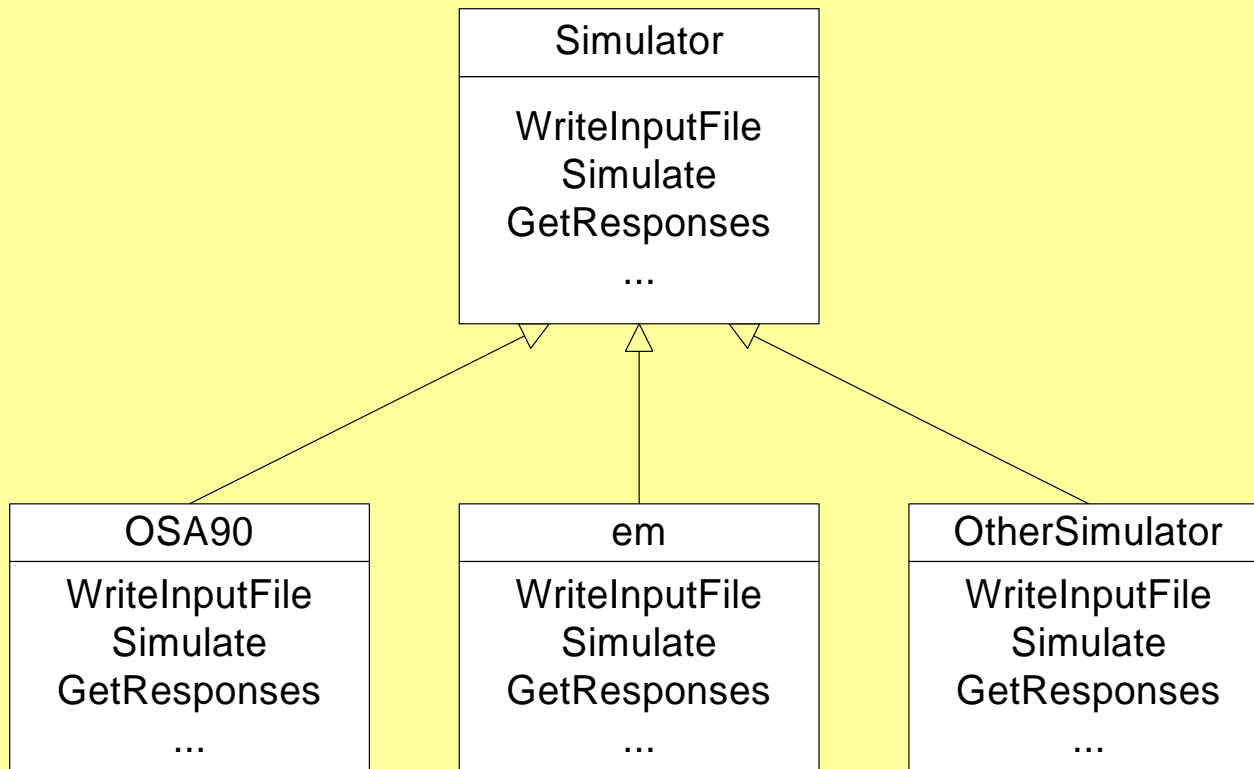 Simulator
WriteInputFile
Simulate
GetResponses
...
OSA90
WriteInputFile
Simulate
GetResponses
...
em
WriteInputFile
Simulate
GetResponses
...
OtherSimulator
WriteInputFile
Simulate
GetResponses
...